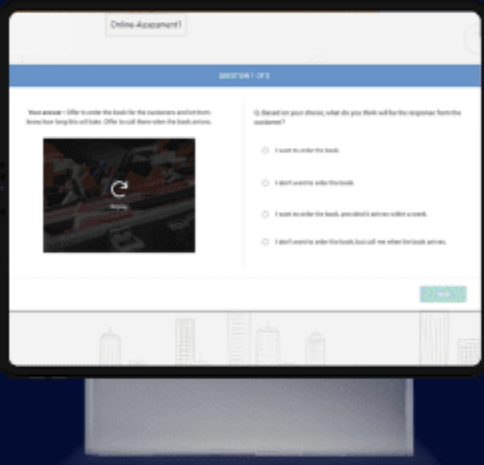 Online-Assessment1
QUESTION 1 OF 3
Your answer : Offer to order the book for the customers and let them
know how long this will take. Offer to call them when the book arrives.
Q. Based on your choice, what do you think will be the response from the
customer?
I want to order the book.
I don't want to order the book.
I want to order the book, provided it arrives within a week.
I don't want to order the book, but call me when the book arrives.